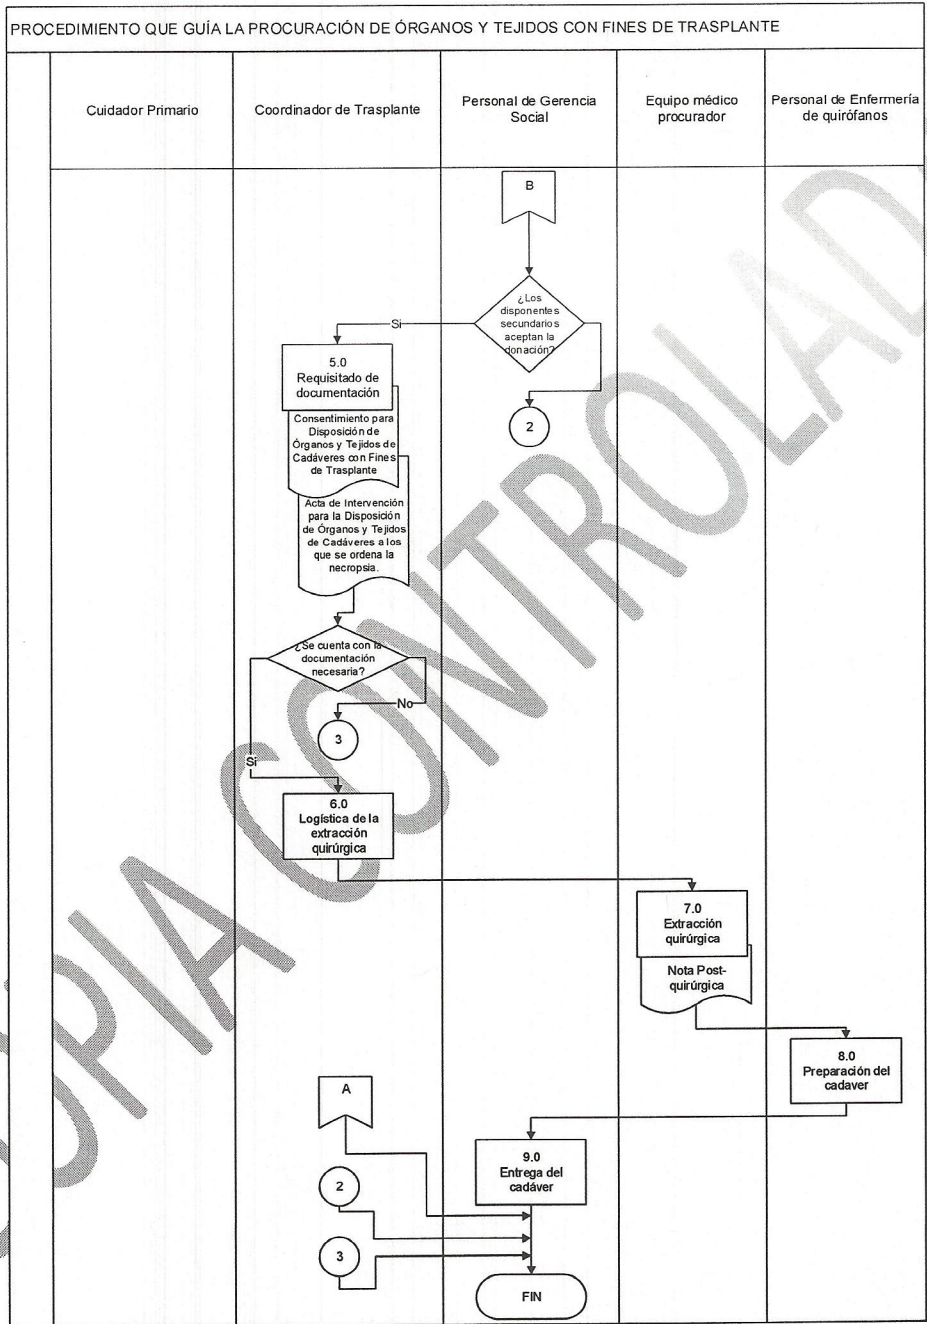 PROCEDIMIENTO QUE GUÍA LA PROCURACIÓN DE ÓRGANOS Y TEJIDOS CON FINES DE TRASPLANTE
Cuidador Primario
Coordinador de Trasplante
Personal de Gerencia
Social
Equipo médico
procurador
Personal de Enfermería
de quirófanos
B
¿Los
disponentes
secundarios
aceptan la
donación?
Si
5.0
Requisitado de
documentación
2
Consentimiento para
Disposición de
Órganos y Tejidos de
Cadáveres con Fines
de Trasplante
Acta de Intervención
para la Disposición
de Órganos y Tejidos
de Cadáveres a los
que se ordena la
necropsia.
¿Se cuenta con la
documentación
necesaria?
No
3
Si
6.0
Logística de la
extracción
quirúrgica
7.0
Extracción
quirúrgica
Nota Post-
quirúrgica
8.0
Preparación del
cadaver
A
9.0
Entrega del
cadáver
2
3
FIN
COPIA CONTROLAD